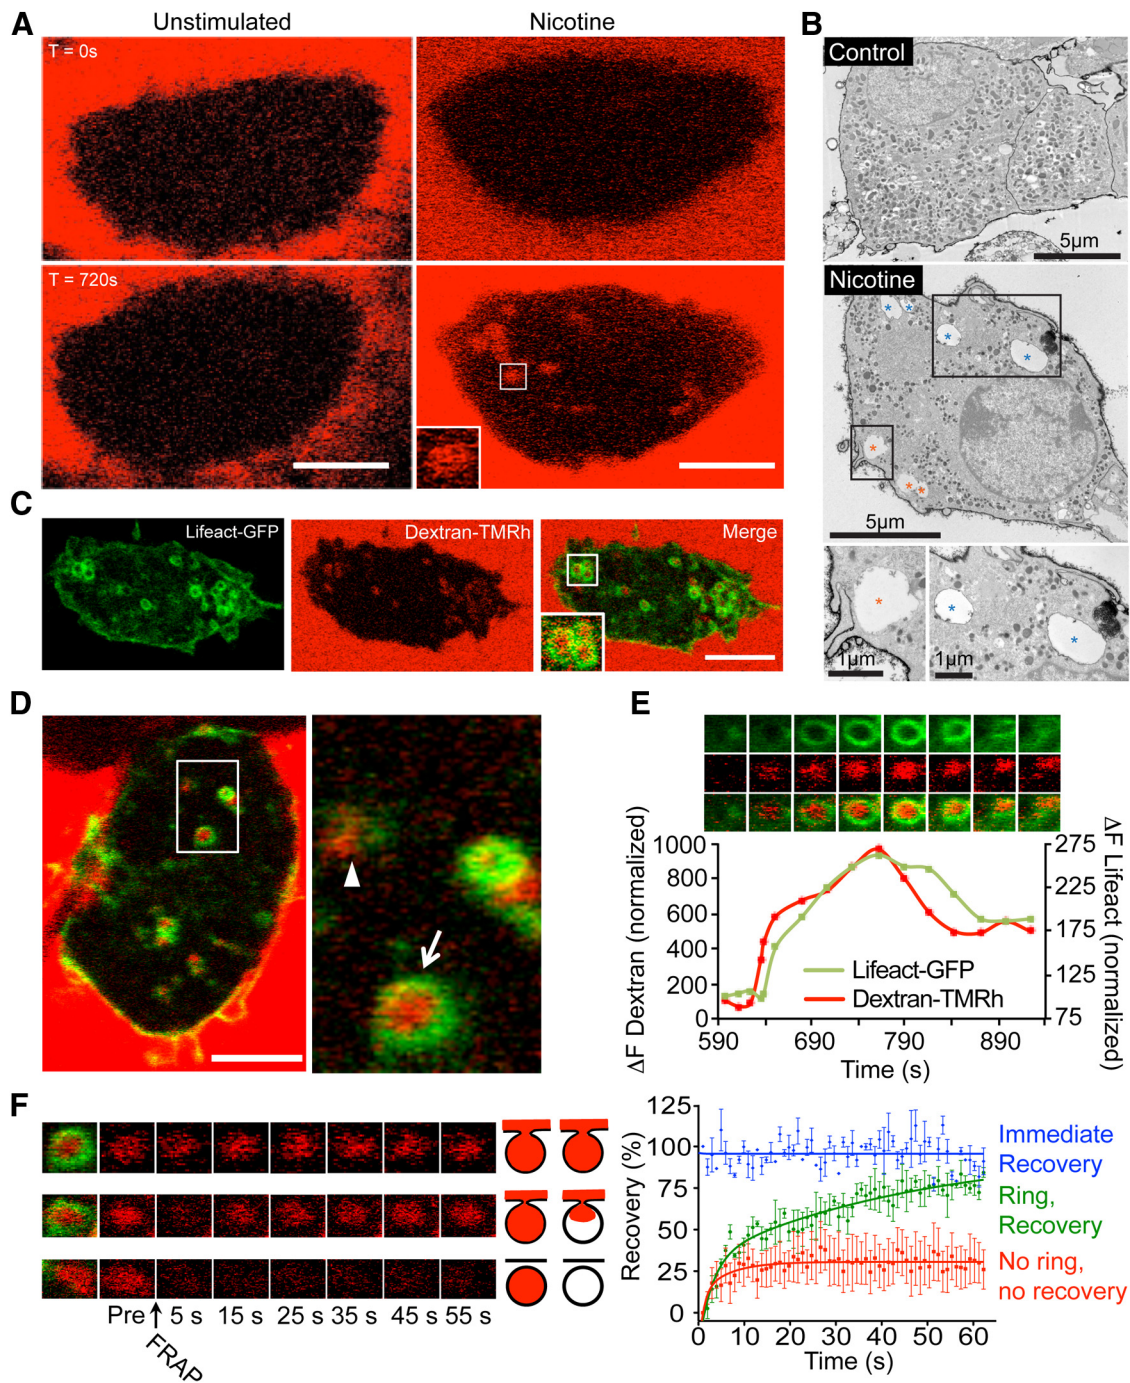 A
Unstimulated
Nicotine
T = 0s
T = 720s
B
Control
5µm
Nicotine
* * * *
* * *
5µm
*
1µm
* *
1µm
C
Lifeact-GFP
Dextran-TMRh
Merge
D
E
ΔF Dextran (normalized)
1000
800
600
400
200
0
275
225
175
125
75
ΔF Lifeact (normalized)
Lifeact-GFP
Dextran-TMRh
590 690 790 890
Time (s)
F
Pre 5 s 15 s 25 s 35 s 45 s 55 s
FRAP
Recovery (%)
125
100
75
50
25
0
0 10 20 30 40 50 60
Time (s)
Immediate
Recovery
Ring,
Recovery
No ring,
no recovery